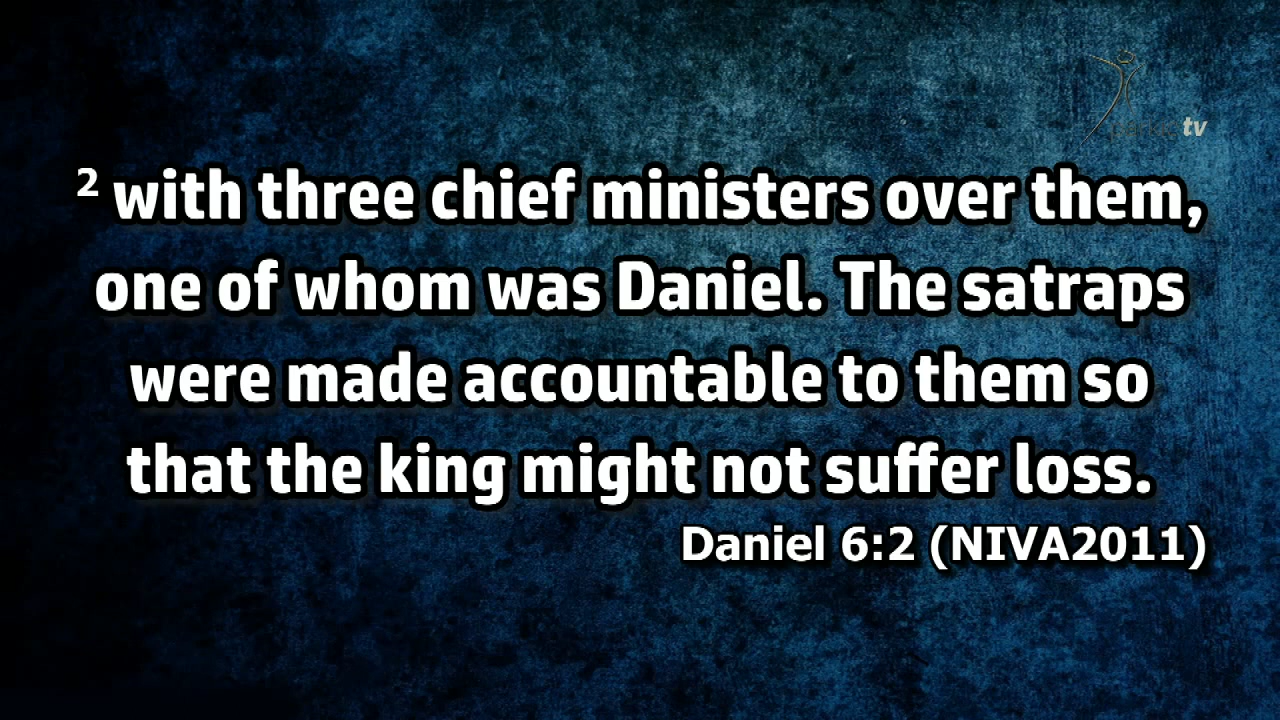 tv
2 with three chief ministers over them,
one of whom was Daniel. The satraps
were made accountable to them so
that the king might not suffer loss.
Daniel 6:2 (NIVA2011)